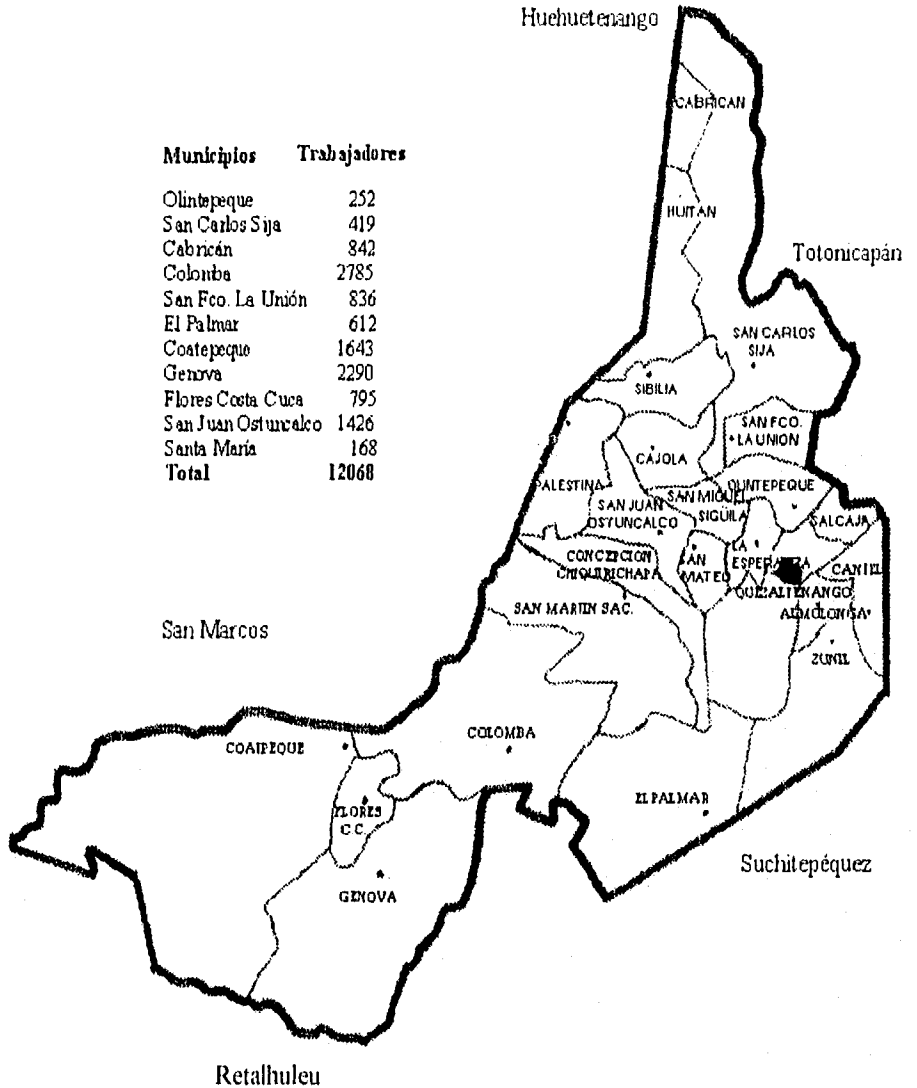 Huehuetenango
CABRICAN
Municipios Trabajadores
Olintepeque 252
San Carlos Sija 419
Cabricán 842
Colomba 2785
San Fco. La Unión 836
El Palmar 612
Coatepeque 1643
Genova 2290
Flores Costa Cuca 795
San Juan Ostuncalco 1426
Santa María 168
Total 12068
HUITAN
Totonicapán
SAN CARLOS
SIJA
SIBILIA
SAN FCO.
LA UNION
CAJOLA
PALESTINA
OLINTEPEQUE
SAN MIGUEL
SIGÜILA
SAN JUAN
OSTUNCALCO
SALCAJA
LA
ESPERANZA
SAN
MATEO
CONCEPCION
CHIQUIRICHAPA
CANTEL
QUEZALTENANGO
ALMOLONGA
SAN MARTIN SAC.
ZUNIL
San Marcos
COATEPEQUE
COLOMBA
FLORES
C.C.
EL PALMAR
GENOVA
Suchitepéquez
Retalhuleu